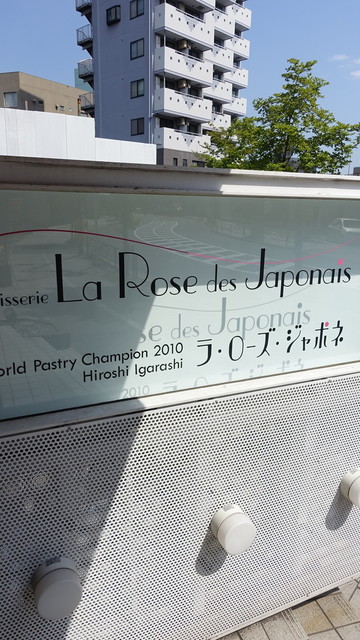 isserie La Rose des Japonais
orld Pastry Champion 2010
Hiroshi Igarashi
ラ・ローズ・ジャポネ